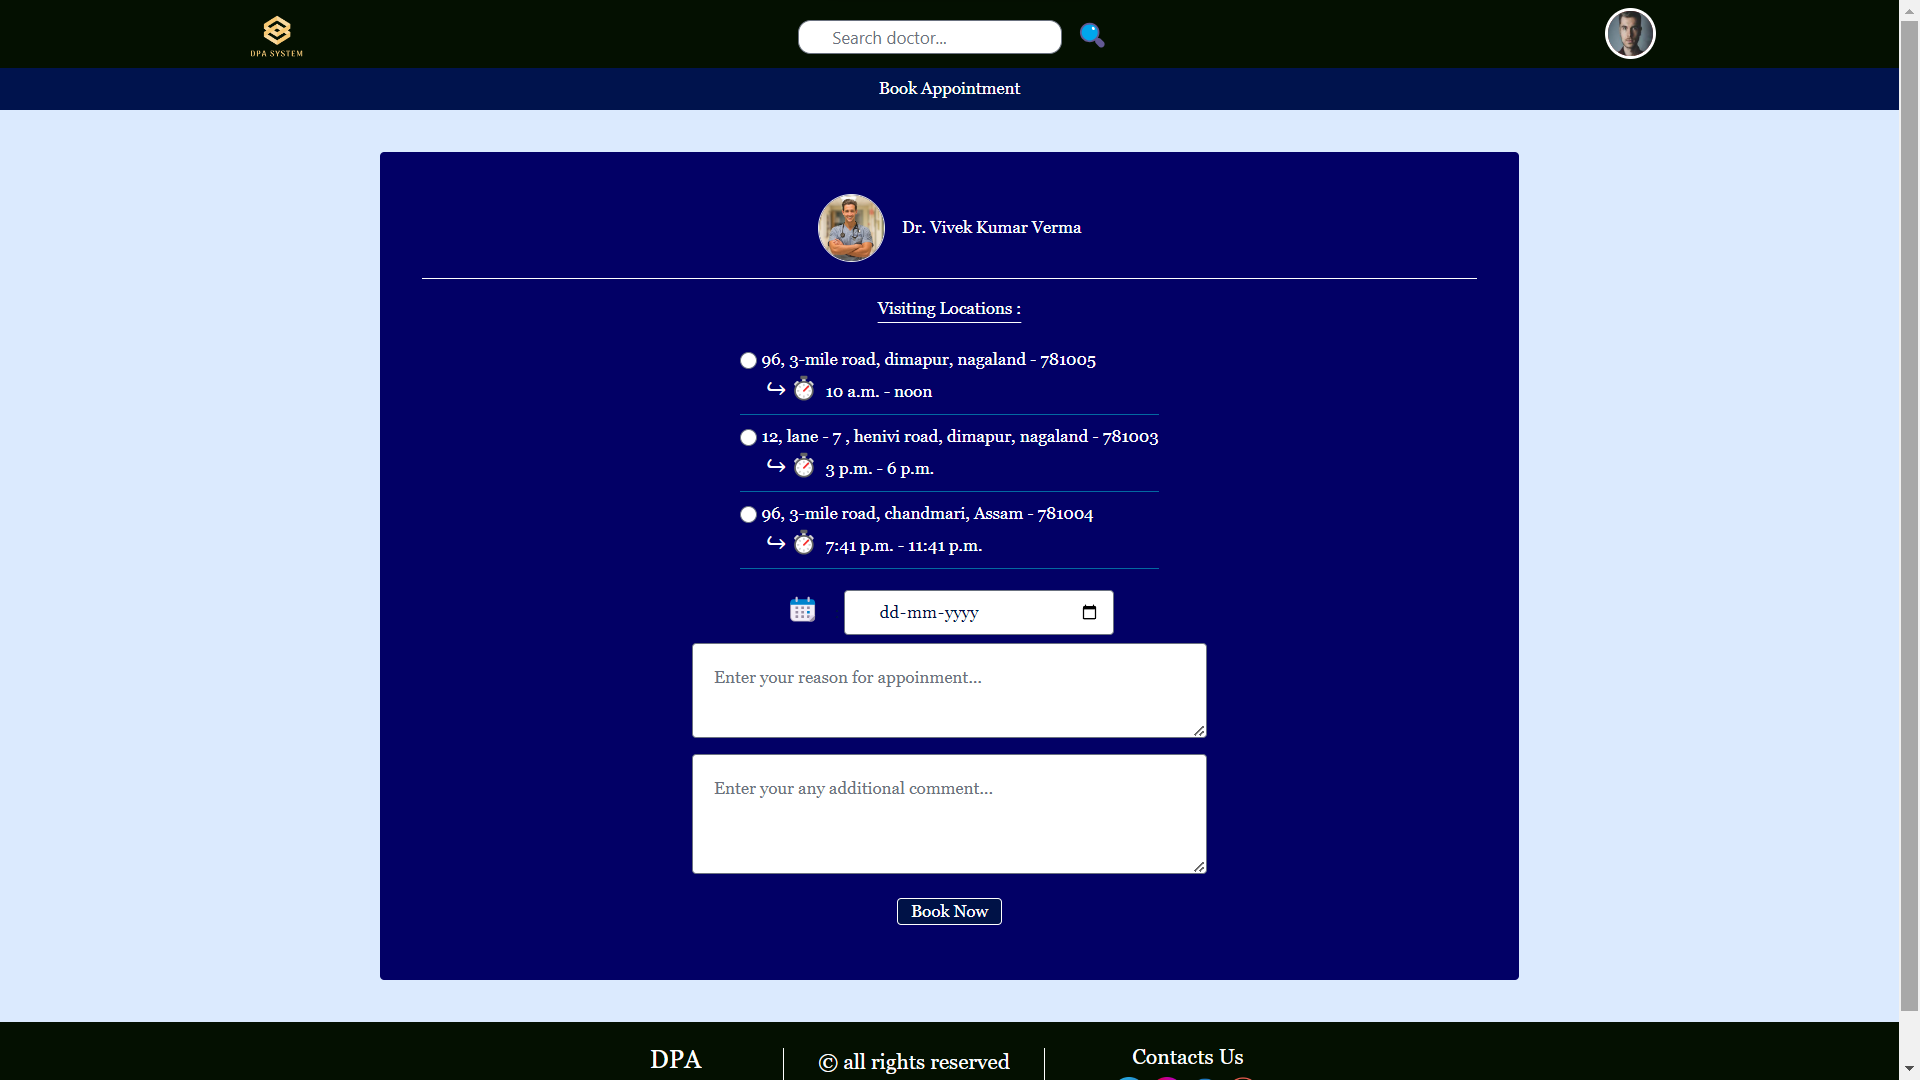 DPA SYSTEM
Search doctor...
Book Appointment
Dr. Vivek Kumar Verma
Visiting Locations :
96, 3-mile road, dimapur, nagaland - 781005
↪ 10 a.m. - noon
12, lane - 7 , henivi road, dimapur, nagaland - 781003
↪ 3 p.m. - 6 p.m.
96, 3-mile road, chandmari, Assam - 781004
↪ 7:41 p.m. - 11:41 p.m.
dd-mm-yyyy
Enter your reason for appoinment...
Enter your any additional comment...
Book Now
DPA
© all rights reserved
Contacts Us